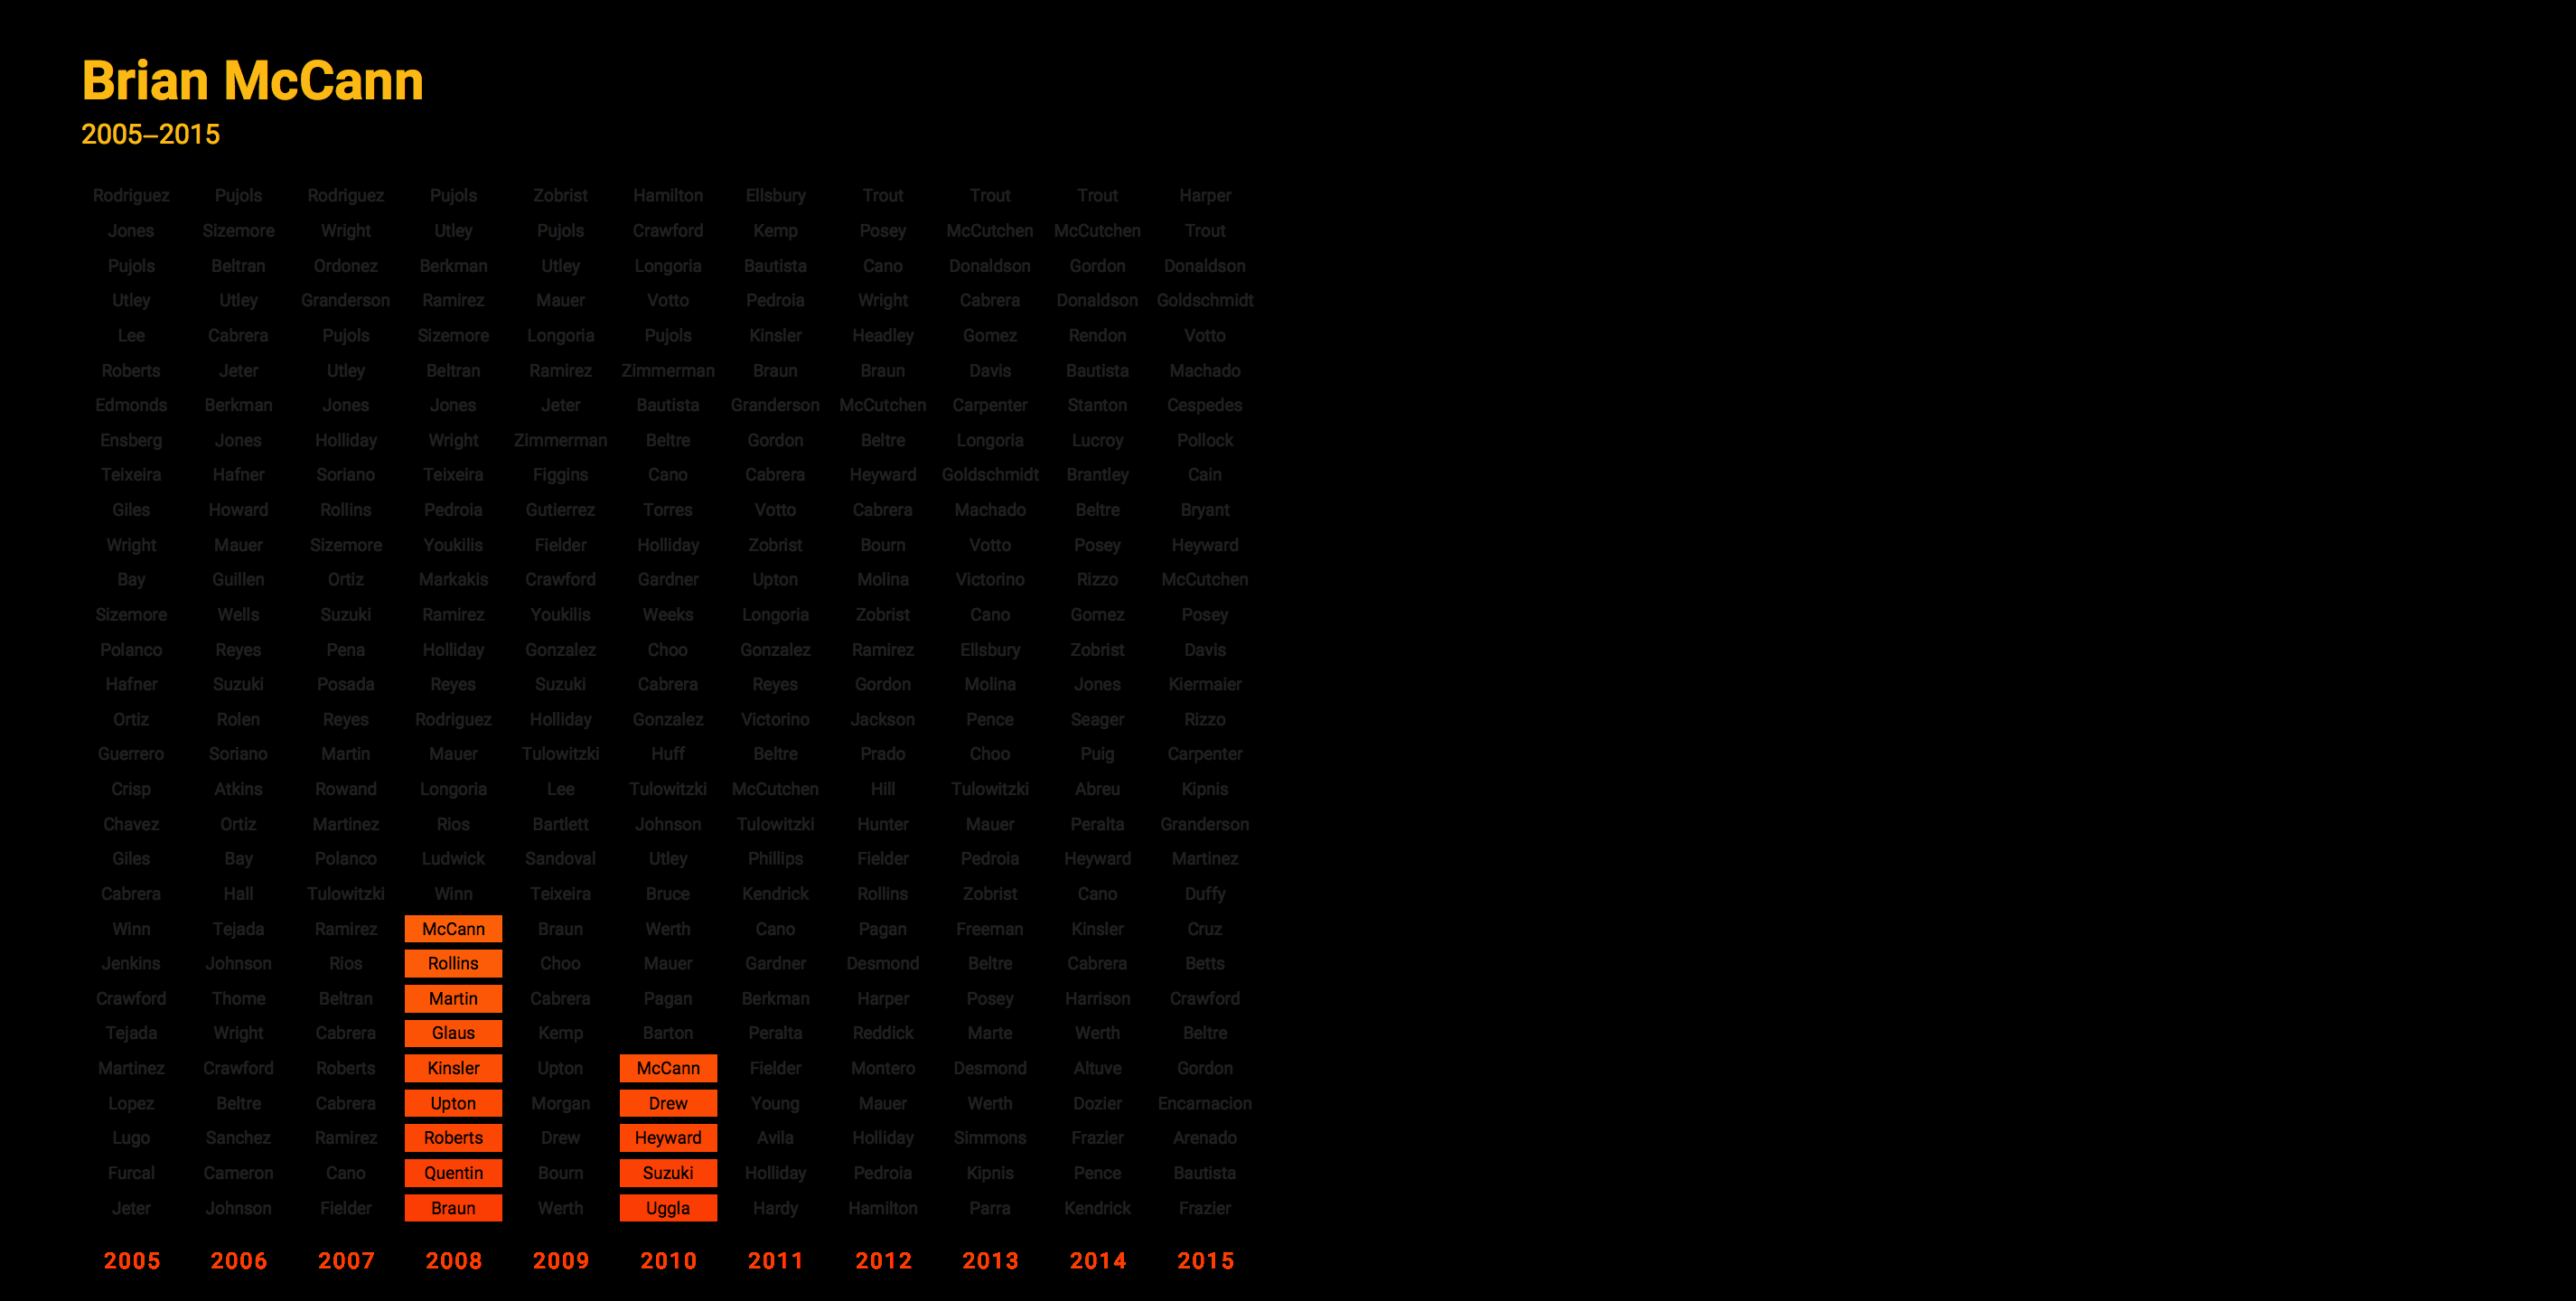 Brian McCann
2005–2015
Rodriguez Pujols Rodriguez Pujols Zobrist Hamilton Ellsbury Trout Trout Trout Harper
Jones Sizemore Wright Utley Pujols Crawford Kemp Posey McCutchen McCutchen Trout
Pujols Beltran Ordonez Berkman Utley Longoria Bautista Cano Donaldson Gordon Donaldson
Utley Utley Granderson Ramirez Mauer Votto Pedroia Wright Cabrera Donaldson Goldschmidt
Lee Cabrera Pujols Sizemore Longoria Pujols Kinsler Headley Gomez Rendon Votto
Roberts Jeter Utley Beltran Ramirez Zimmerman Braun Braun Davis Bautista Machado
Edmonds Berkman Jones Jones Jeter Bautista Granderson McCutchen Carpenter Stanton Cespedes
Ensberg Jones Holliday Wright Zimmerman Beltre Gordon Beltre Longoria Lucroy Pollock
Teixeira Hafner Soriano Teixeira Figgins Cano Cabrera Heyward Goldschmidt Brantley Cain
Giles Howard Rollins Pedroia Gutierrez Torres Votto Cabrera Machado Beltre Bryant
Wright Mauer Sizemore Youkilis Fielder Holliday Zobrist Bourn Votto Posey Heyward
Bay Guillen Ortiz Markakis Crawford Gardner Upton Molina Victorino Rizzo McCutchen
Sizemore Wells Suzuki Ramirez Youkilis Weeks Longoria Zobrist Cano Gomez Posey
Polanco Reyes Pena Holliday Gonzalez Choo Gonzalez Ramirez Ellsbury Zobrist Davis
Hafner Suzuki Posada Reyes Suzuki Cabrera Reyes Gordon Molina Jones Kiermaier
Ortiz Rolen Reyes Rodriguez Holliday Gonzalez Victorino Jackson Pence Seager Rizzo
Guerrero Soriano Martin Mauer Tulowitzki Huff Beltre Prado Choo Puig Carpenter
Crisp Atkins Rowand Longoria Lee Tulowitzki McCutchen Hill Tulowitzki Abreu Kipnis
Chavez Ortiz Martinez Rios Bartlett Johnson Tulowitzki Hunter Mauer Peralta Granderson
Giles Bay Polanco Ludwick Sandoval Utley Phillips Fielder Pedroia Heyward Martinez
Cabrera Hall Tulowitzki Winn Teixeira Bruce Kendrick Rollins Zobrist Cano Duffy
Winn Tejada Ramirez McCann Braun Werth Cano Pagan Freeman Kinsler Cruz
Jenkins Johnson Rios Rollins Choo Mauer Gardner Desmond Beltre Cabrera Betts
Crawford Thome Beltran Martin Cabrera Pagan Berkman Harper Posey Harrison Crawford
Tejada Wright Cabrera Glaus Kemp Barton Peralta Reddick Marte Werth Beltre
Martinez Crawford Roberts Kinsler Upton McCann Fielder Montero Desmond Altuve Gordon
Lopez Beltre Cabrera Upton Morgan Drew Young Mauer Werth Dozier Encarnacion
Lugo Sanchez Ramirez Roberts Drew Heyward Avila Holliday Simmons Frazier Arenado
Furcal Cameron Cano Quentin Bourn Suzuki Holliday Pedroia Kipnis Pence Bautista
Jeter Johnson Fielder Braun Werth Uggla Hardy Hamilton Parra Kendrick Frazier
2005 2006 2007 2008 2009 2010 2011 2012 2013 2014 2015